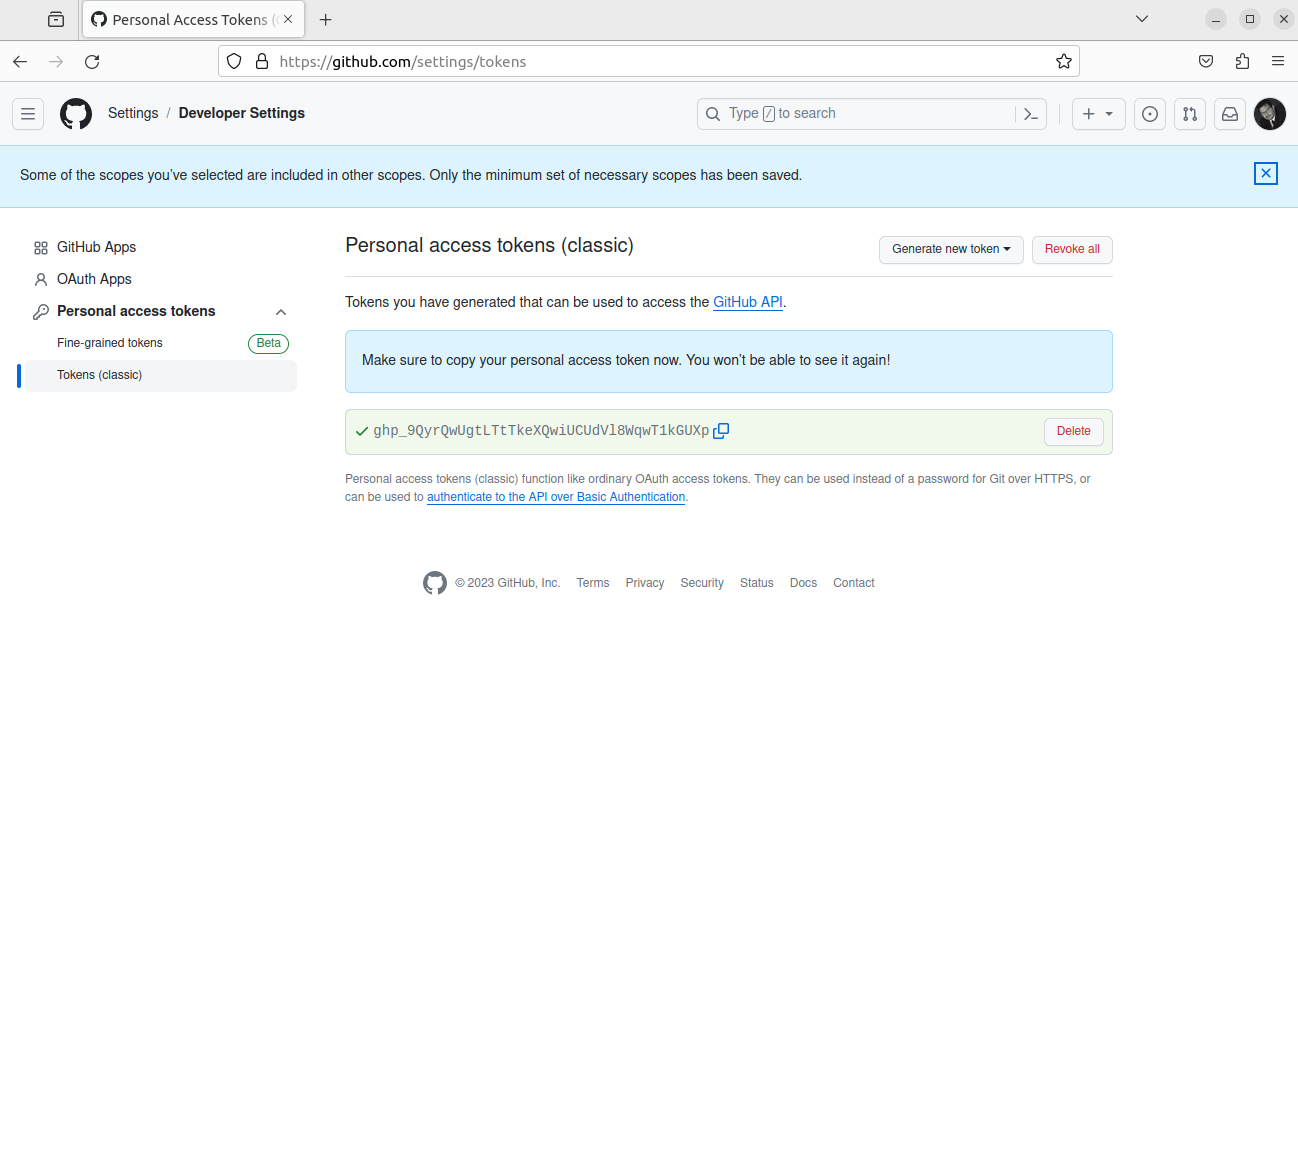 Personal Access Tokens (
https://github.com/settings/tokens
Settings / Developer Settings
Type / to search
Some of the scopes you've selected are included in other scopes. Only the minimum set of necessary scopes has been saved.
GitHub Apps
OAuth Apps
Personal access tokens
Fine-grained tokens Beta
Tokens (classic)
Personal access tokens (classic)
Generate new token
Revoke all
Tokens you have generated that can be used to access the GitHub API.
Make sure to copy your personal access token now. You won't be able to see it again!
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
Delete
Personal access tokens (classic) function like ordinary OAuth access tokens. They can be used instead of a password for Git over HTTPS, or
can be used to authenticate to the API over Basic Authentication.
© 2023 GitHub, Inc. Terms Privacy Security Status Docs Contact